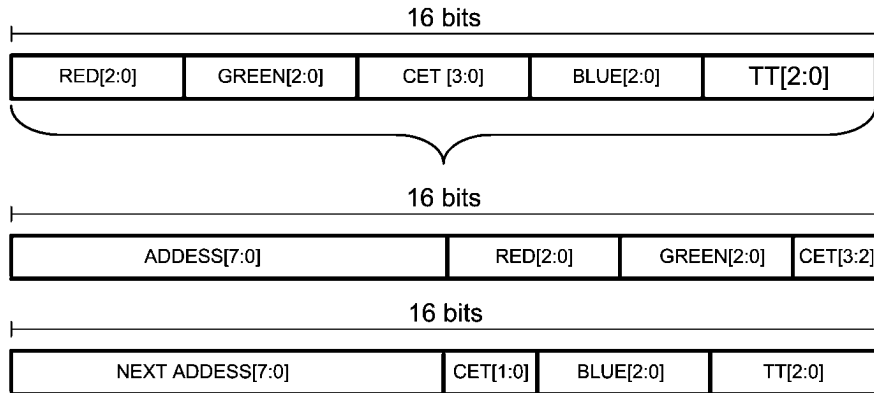 16 bits
RED[2:0] GREEN[2:0] CET [3:0] BLUE[2:0] TT[2:0]
16 bits
ADDESS[7:0] RED[2:0] GREEN[2:0] CET[3:2]
16 bits
NEXT ADDESS[7:0] CET[1:0] BLUE[2:0] TT[2:0]